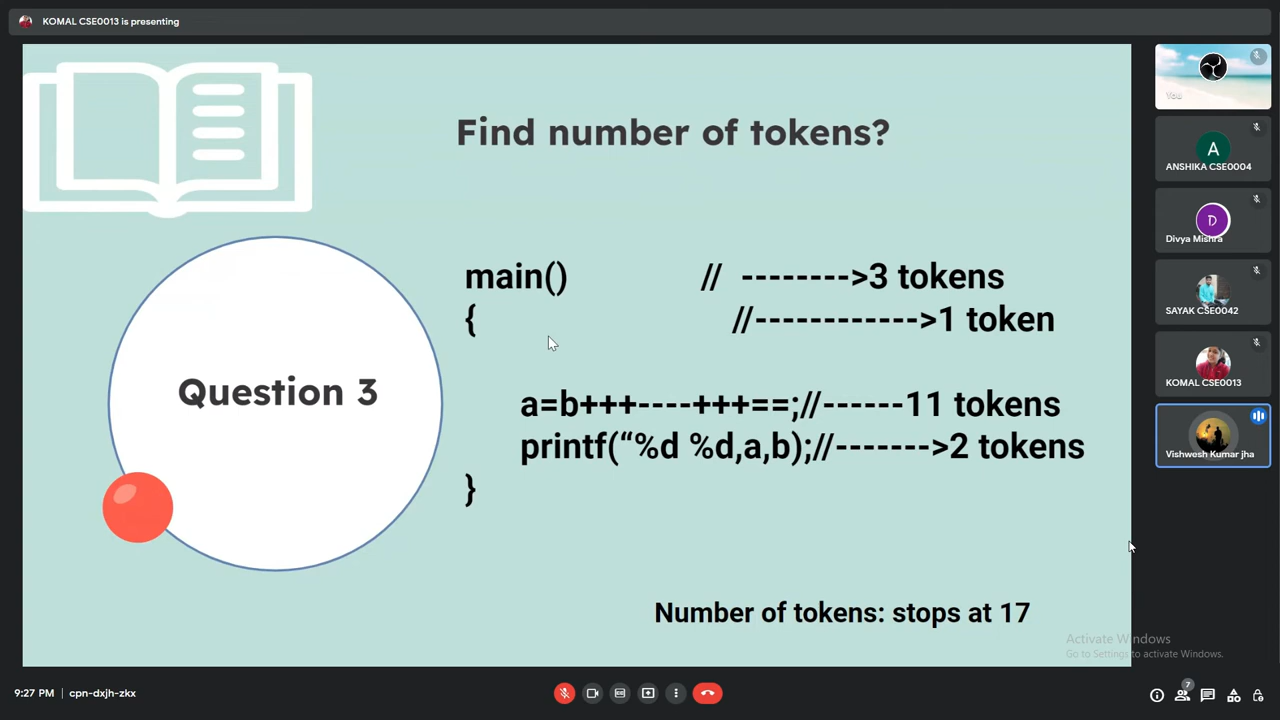 KOMAL CSE0013 is presenting
Find number of tokens?
main() // -------->3 tokens
{ //------------>1 token
a=b+++----+++==;//------11 tokens
printf(“%d %d,a,b);//------->2 tokens
}
Question 3
Number of tokens: stops at 17
You
A
ANSHIKA CSE0004
D
Divya Mishra
SAYAK CSE0042
KOMAL CSE0013
Vishwesh Kumar jha
Activate Windows
Go to Settings to activate Windows.
9:27 PM | cpn-dxjh-zkx
7